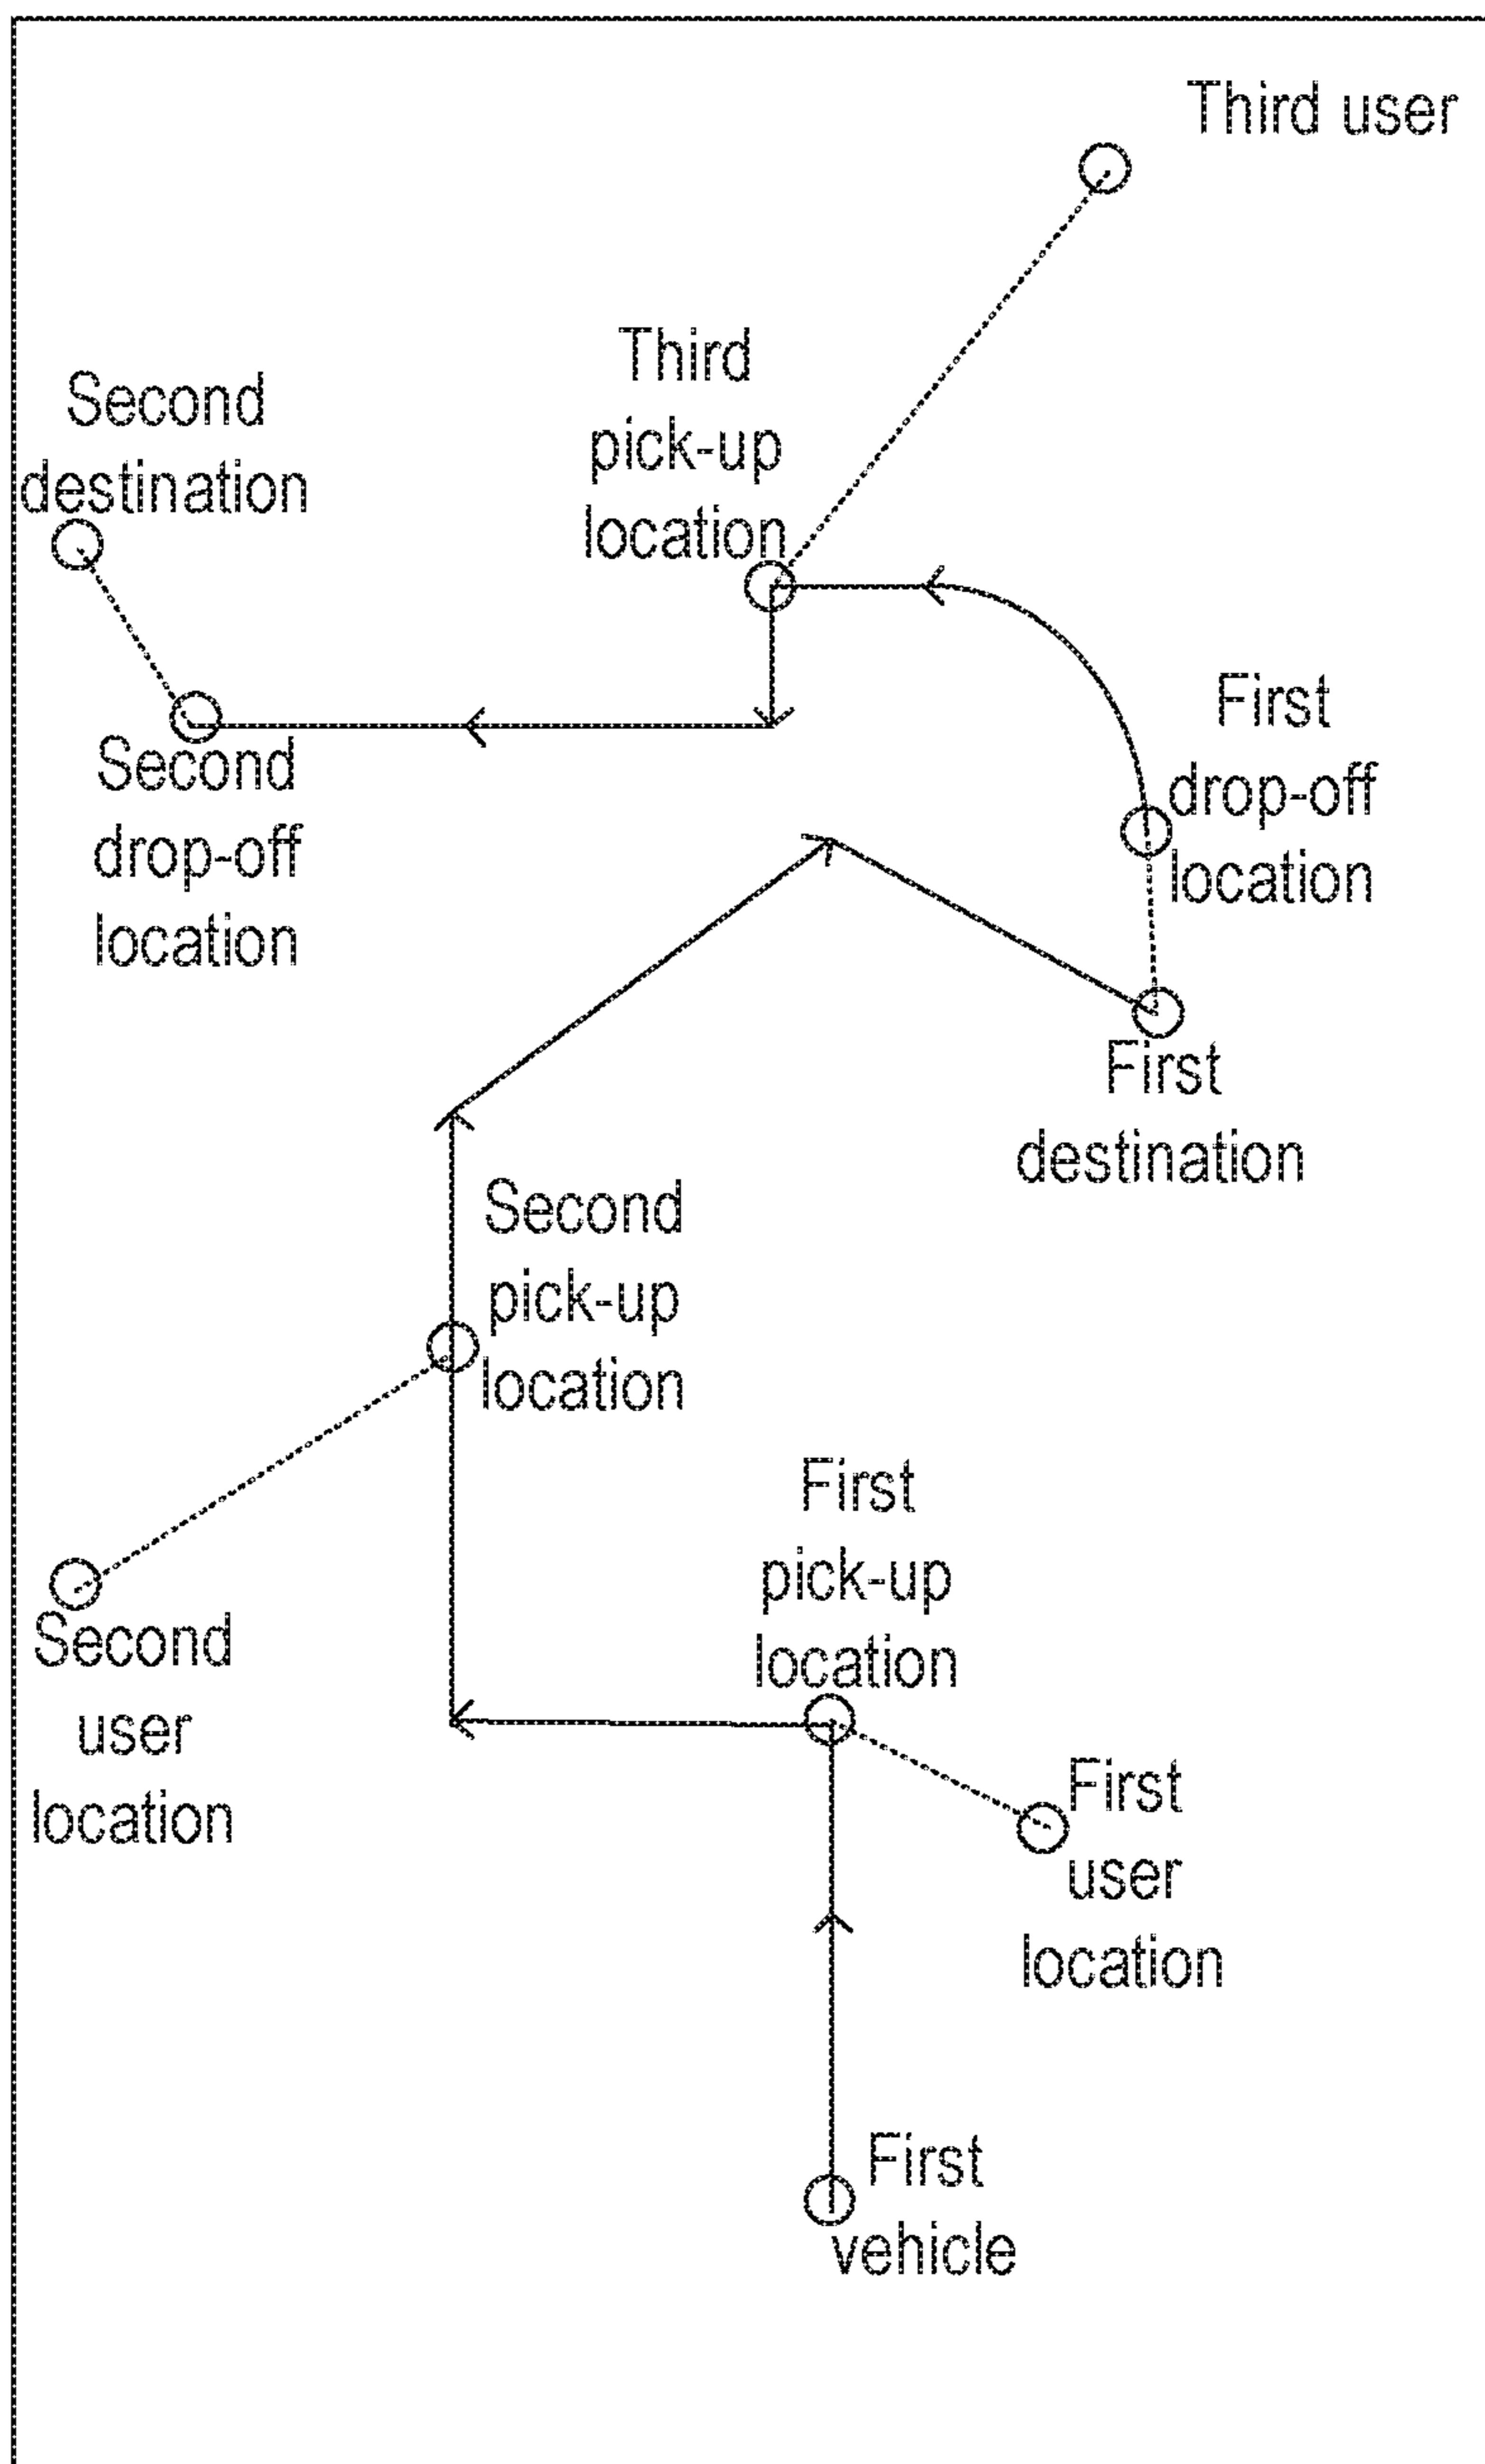 Third user
Third
pick-up
location
Second
destination
First
drop-off
location
Second
drop-off
location
First
destination
Second
pick-up
location
First
pick-up
location
Second
user
location
First
user
location
First
vehicle